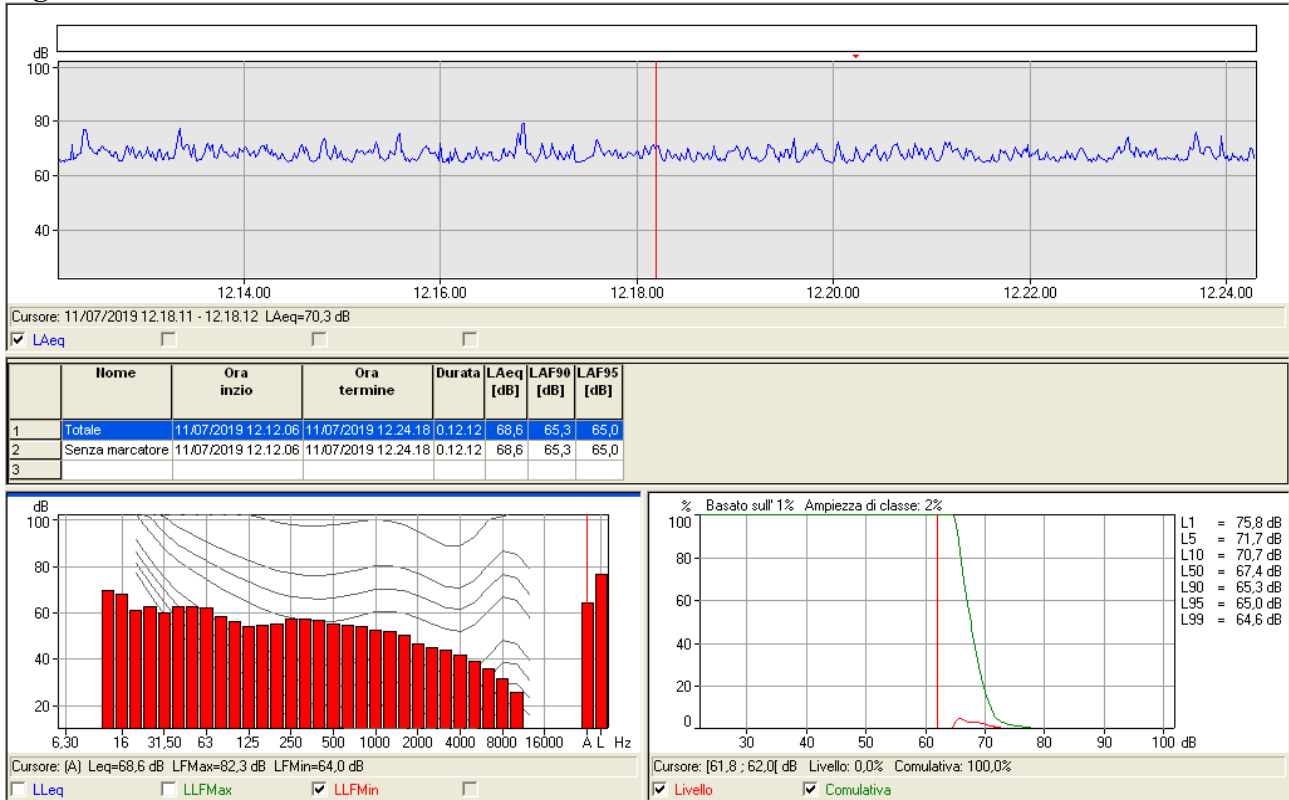 dB
100
80
60
40
12.14.00 12.16.00 12.18.00 12.20.00 12.22.00 12.24.00
Cursore: 11/07/2019 12.18.11 - 12.18.12 LAeq=70,3 dB
LAeq
Nome Ora inzio Ora termine Durata LAeq [dB] LAF90 [dB] LAF95 [dB]
1 Totale 11/07/2019 12.12.06 11/07/2019 12.24.18 0.12.12 68,6 65,3 65,0
2 Senza marcatore 11/07/2019 12.12.06 11/07/2019 12.24.18 0.12.12 68,6 65,3 65,0
3
dB
100
80
60
40
20
6,30 16 31,50 63 125 250 500 1000 2000 4000 8000 16000 A L Hz
Cursore: (A) Leq=68,6 dB LFMax=82,3 dB LFMin=64,0 dB
LLeq LLFMax LLFMin
% Basato sull' 1% Ampiezza di classe: 2%
100
80
60
40
20
0
30 40 50 60 70 80 90 100 dB
L1 = 75,8 dB
L5 = 71,7 dB
L10 = 70,7 dB
L50 = 67,4 dB
L90 = 65,3 dB
L95 = 65,0 dB
L99 = 64,6 dB
Cursore: [61,8 ; 62,0[ dB Livello: 0,0% Comulativa: 100,0%
Livello Comulativa